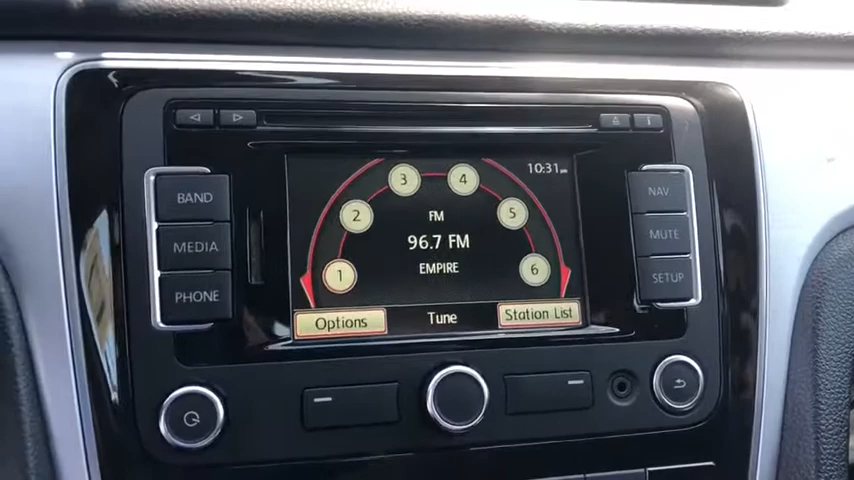 BAND
MEDIA
PHONE
10:31 pm
3
4
2
5
1
6
FM
96.7 FM
EMPIRE
Options
Tune
Station List
i
NAV
MUTE
SETUP